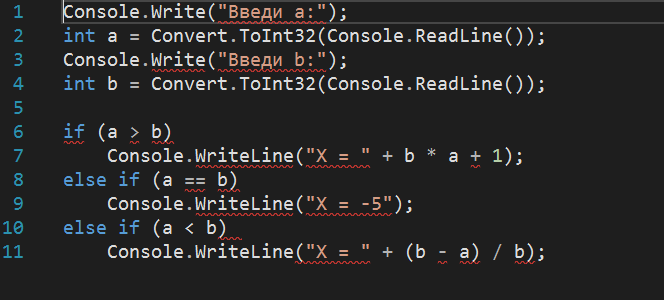 1 Console.Write("Введи a:");
2 int a = Convert.ToInt32(Console.ReadLine());
3 Console.Write("Введи b:");
4 int b = Convert.ToInt32(Console.ReadLine());
5
6 if (a > b)
7 Console.WriteLine("X = " + b * a + 1);
8 else if (a == b)
9 Console.WriteLine("X = -5");
10 else if (a < b)
11 Console.WriteLine("X = " + (b - a) / b);